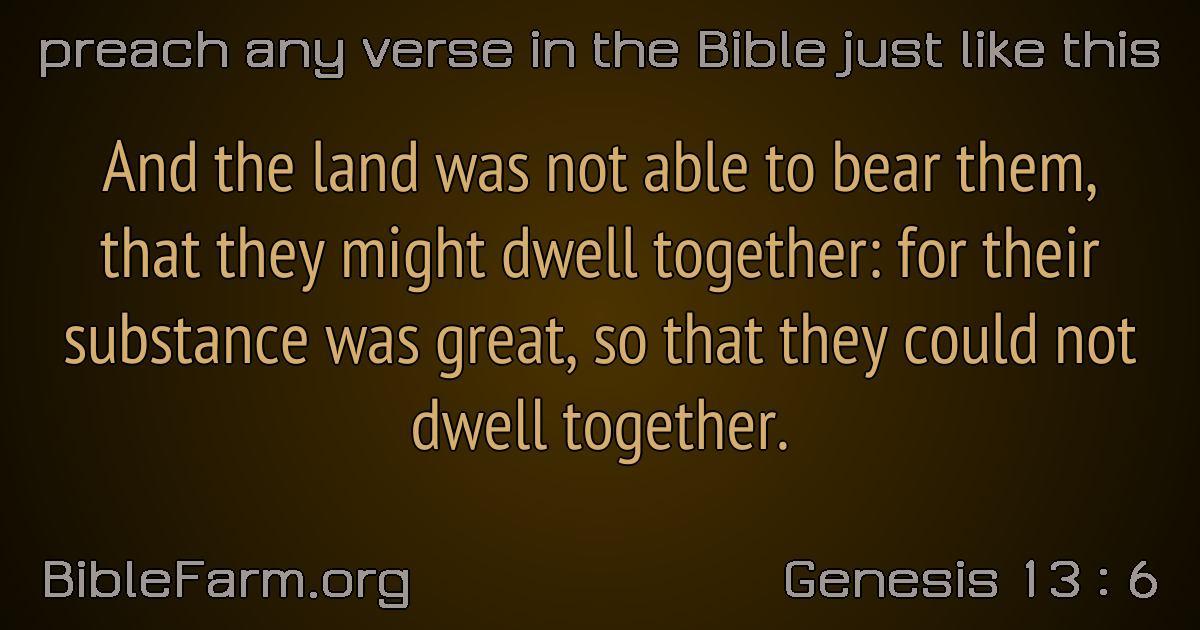 preach any verse in the Bible just like this
And the land was not able to bear them,
that they might dwell together: for their
substance was great, so that they could not
dwell together.
BibleFarm.org
Genesis 13 : 6